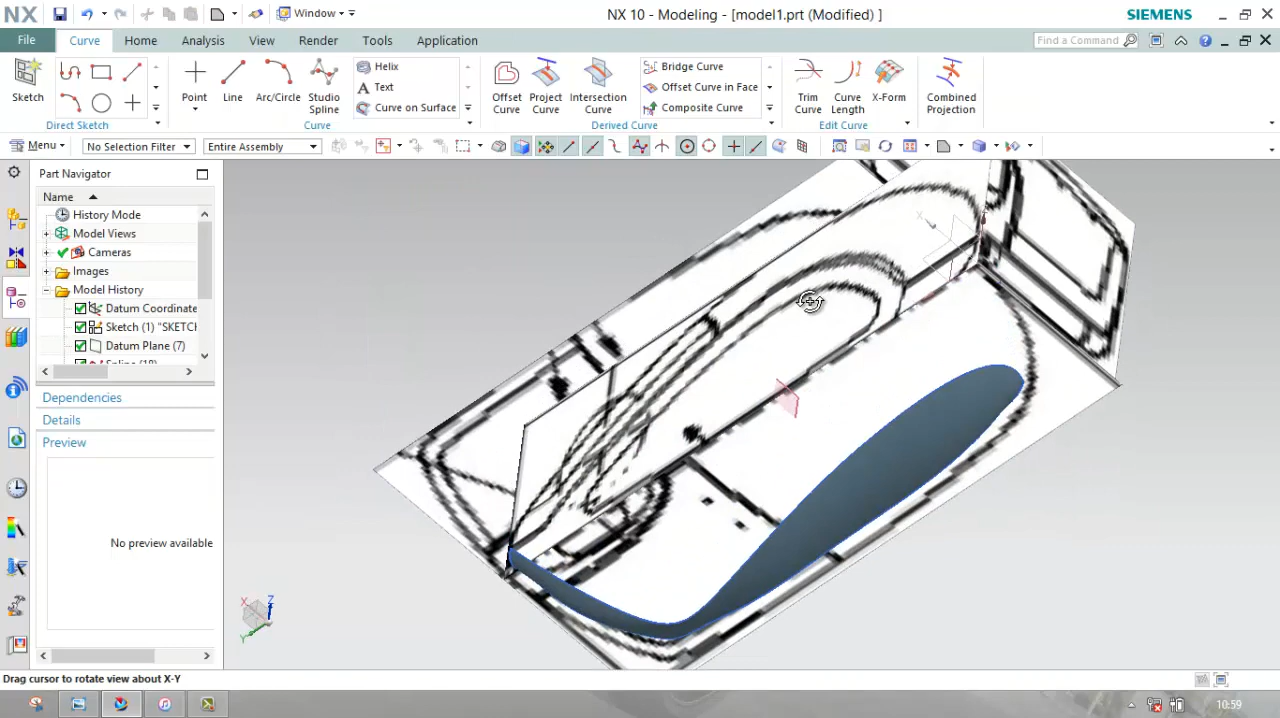 NX Window NX 10 - Modeling - [model1.prt (Modified) ] SIEMENS
File Curve Home Analysis View Render Tools Application Find a Command
Sketch
Direct Sketch
Point
Line
Arc/Circle
Studio
Spline
Helix
Text
Curve on Surface
Curve
Offset
Curve
Project
Curve
Intersection
Curve
Bridge Curve
Offset Curve in Face
Composite Curve
Derived Curve
Trim
Curve
Curve
Length
X-Form
Edit Curve
Combined
Projection
Menu No Selection Filter Entire Assembly
Part Navigator
Name
History Mode
Model Views
Cameras
Images
Model History
Datum Coordinate
Sketch (1) "SKETCH
Datum Plane (7)
Dependencies
Details
Preview
No preview available
X
X
Z
Y
Drag cursor to rotate view about X-Y
10:59